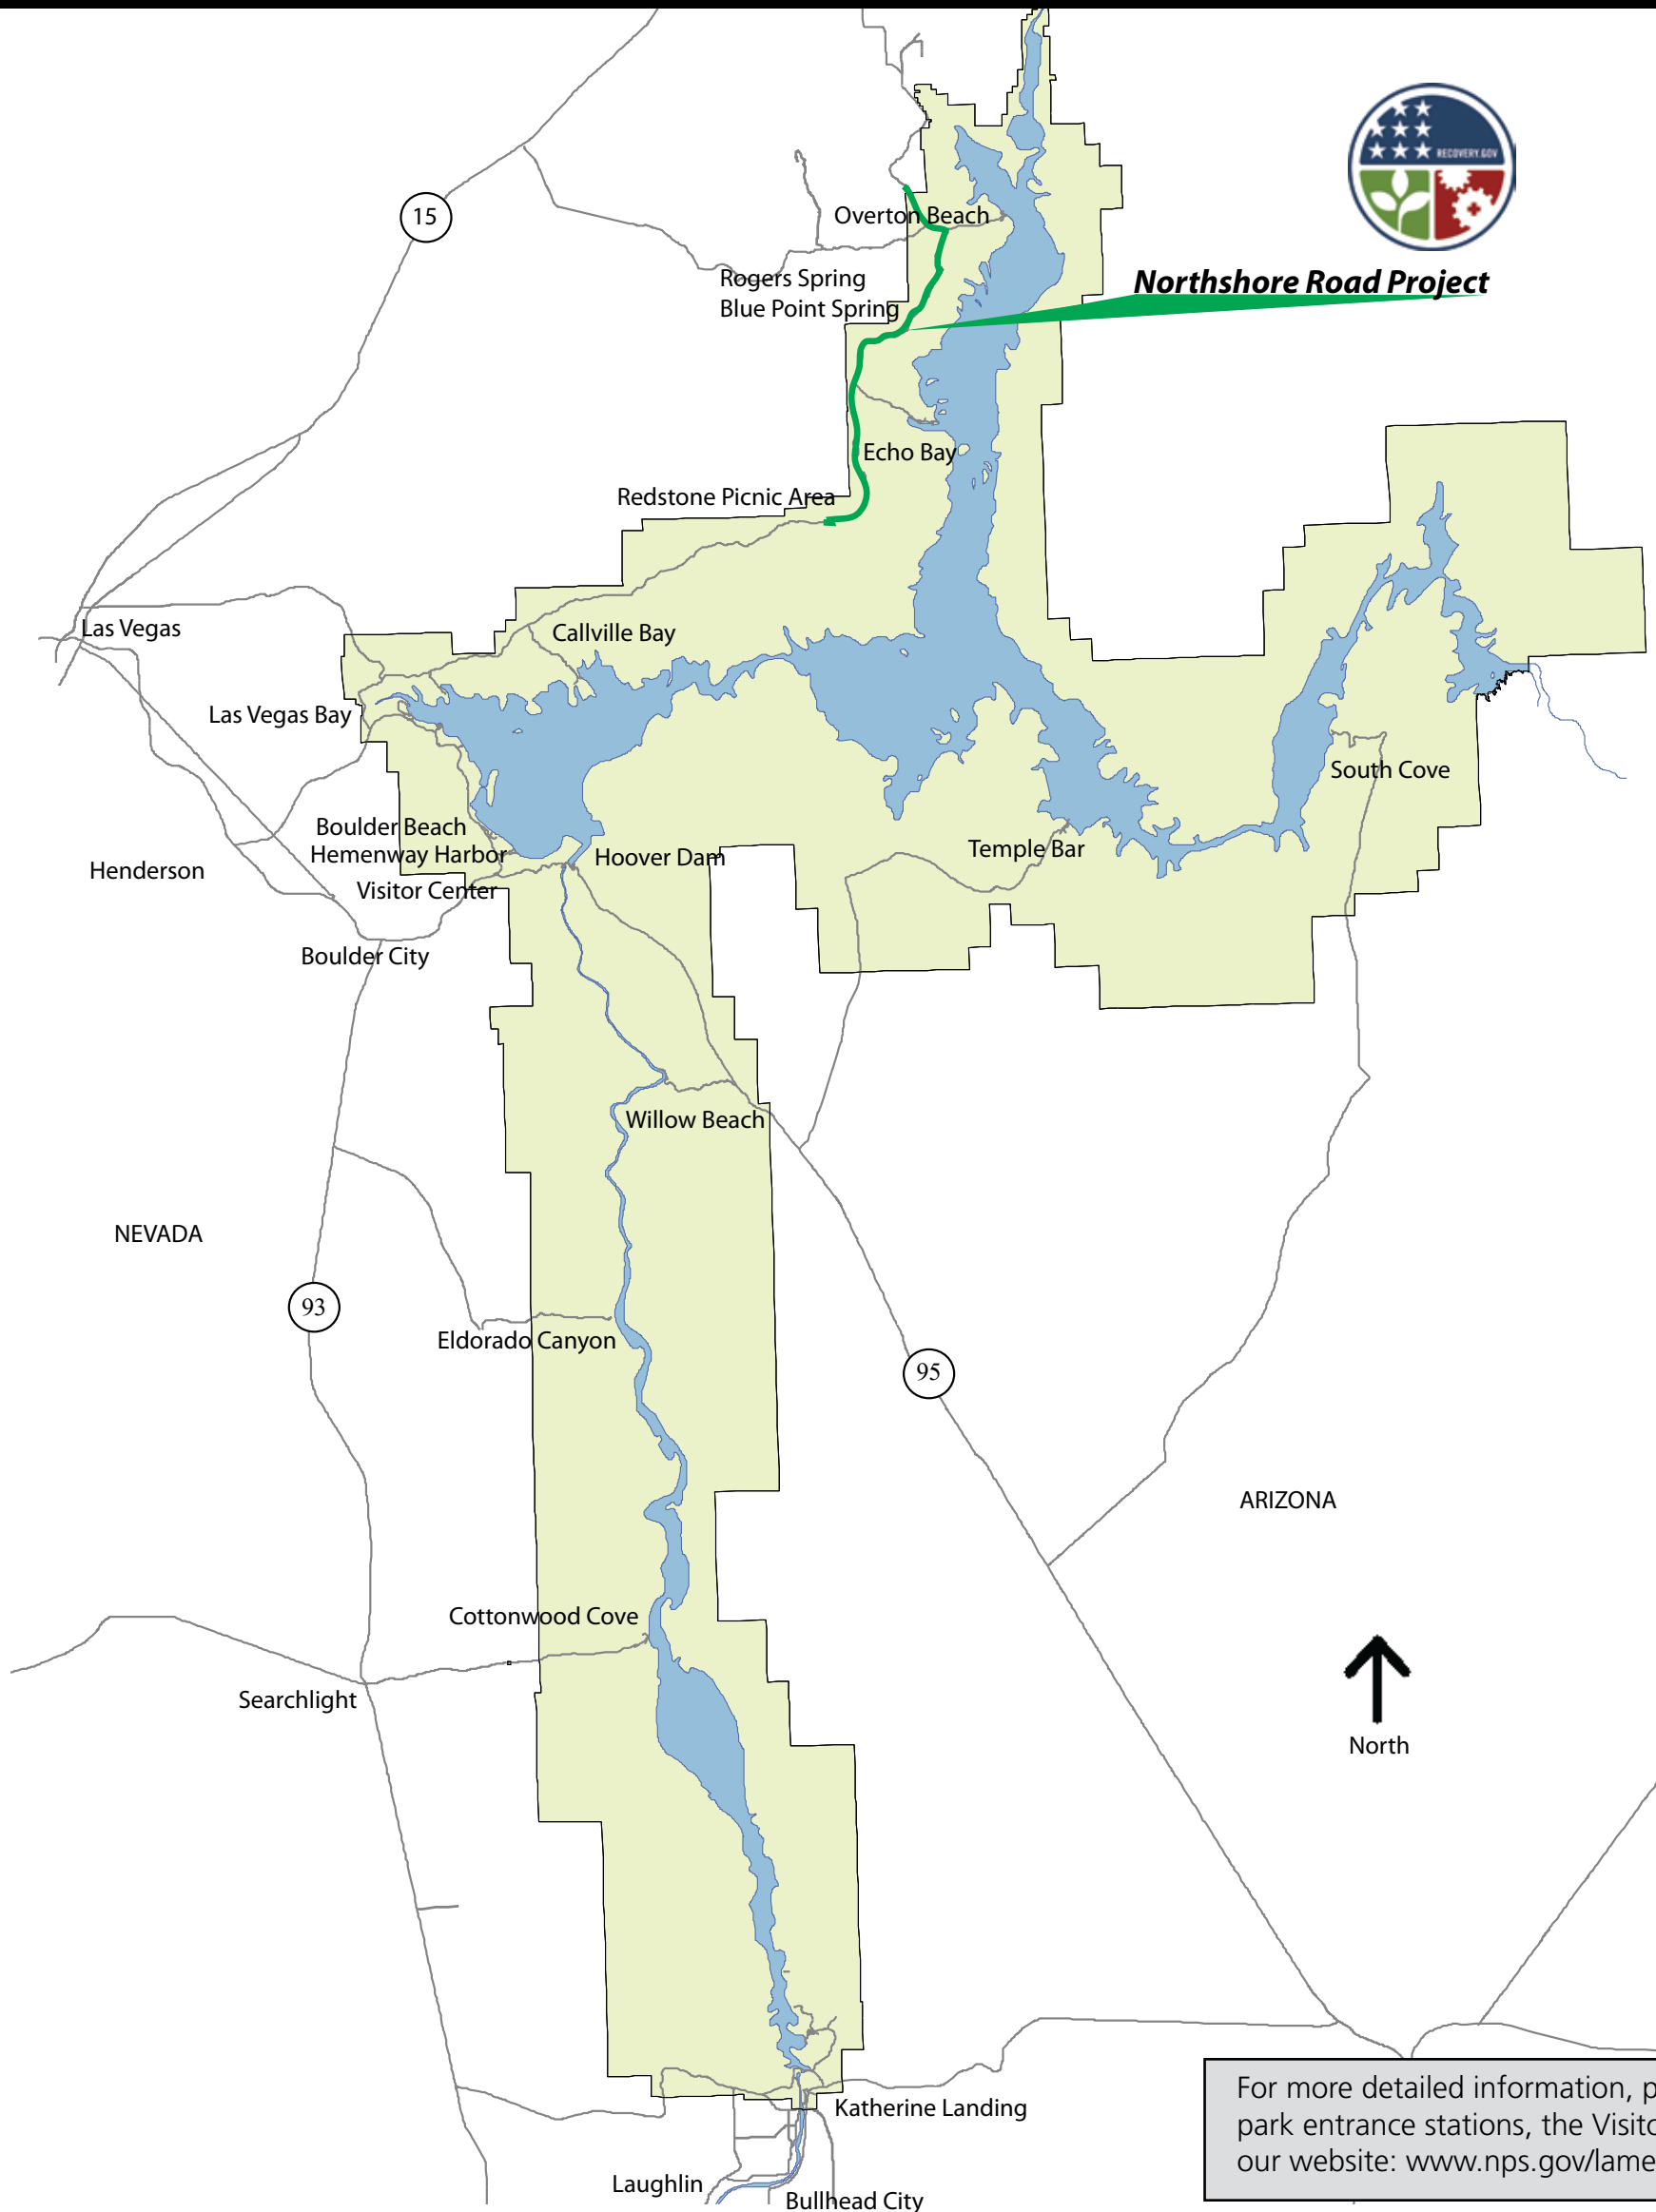 RECOVERY.GOV
15
Overton Beach
Northshore Road Project
Rogers Spring
Blue Point Spring
Echo Bay
Redstone Picnic Area
Las Vegas
Callville Bay
Las Vegas Bay
South Cove
Boulder Beach
Hemenway Harbor
Hoover Dam
Temple Bar
Henderson
Visitor Center
Boulder City
Willow Beach
NEVADA
93
Eldorado Canyon
95
ARIZONA
Cottonwood Cove
Searchlight
North
Katherine Landing
For more detailed information, p
park entrance stations, the Visito
our website: www.nps.gov/lame
Laughlin
Bullhead City